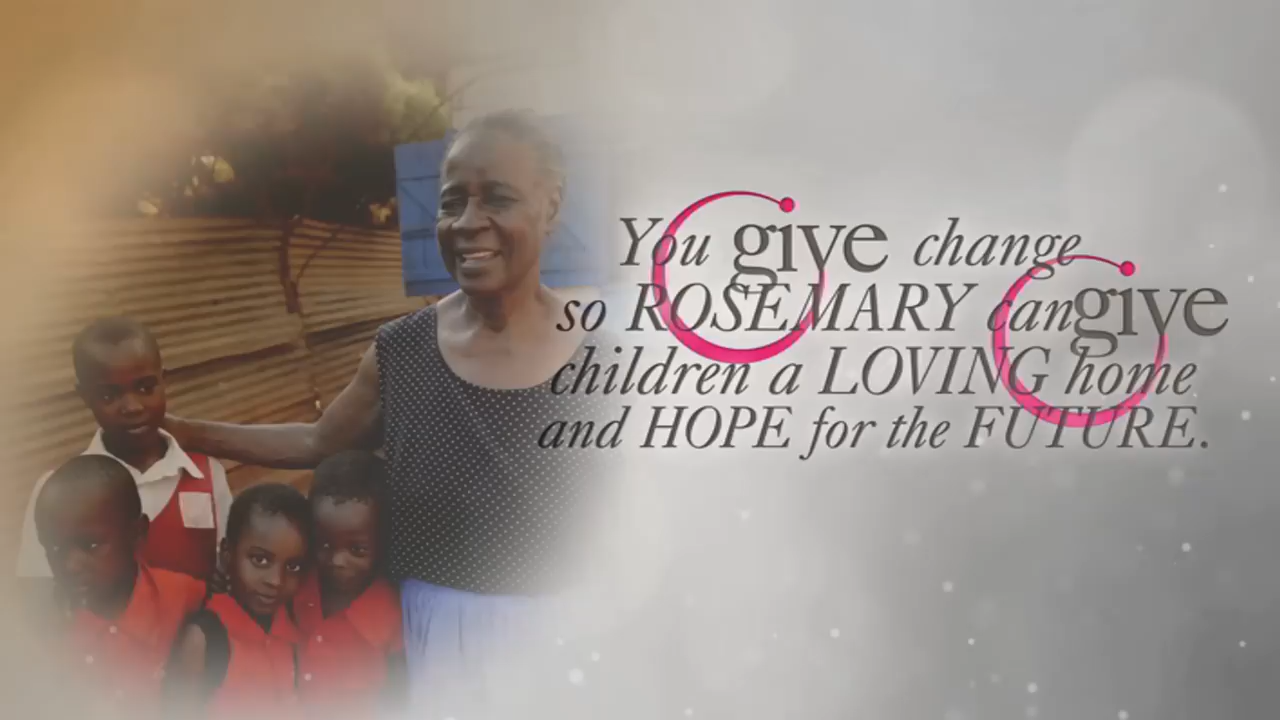 You give change
so ROSEMARY can give
children a LOVING home
and HOPE for the FUTURE.